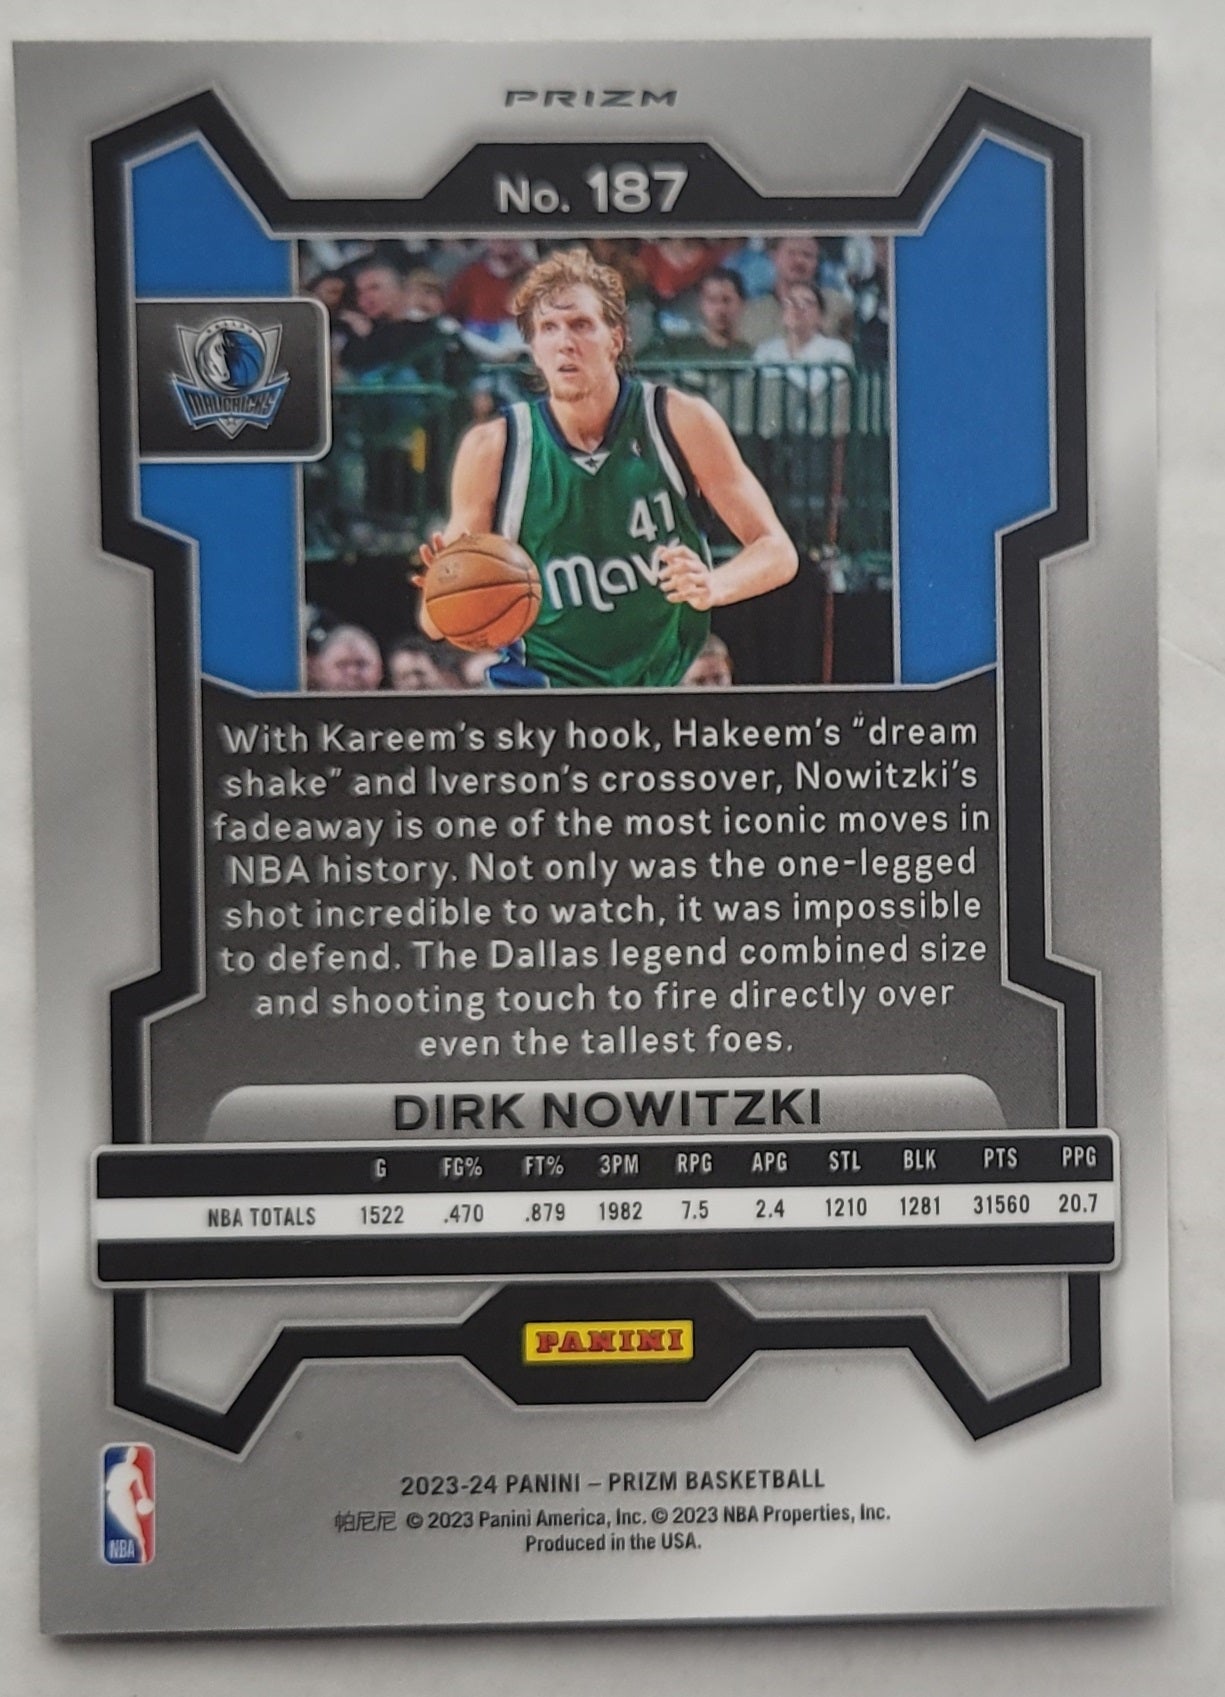 PRIZM
No. 187
MAVERICKS
41
Mav
With Kareem's sky hook, Hakeem's "dream
shake" and Iverson's crossover, Nowitzki's
fadeaway is one of the most iconic moves in
NBA history. Not only was the one-legged
shot incredible to watch, it was impossible
to defend. The Dallas legend combined size
and shooting touch to fire directly over
even the tallest foes.
DIRK NOWITZKI
G FG% FT% 3PM RPG APG STL BLK PTS PPG
NBA TOTALS 1522 .470 .879 1982 7.5 2.4 1210 1281 31560 20.7
PANINI
2023-24 PANINI – PRIZM BASKETBALL
帕尼尼 © 2023 Panini America, Inc. © 2023 NBA Properties, Inc.
Produced in the USA.
NBA